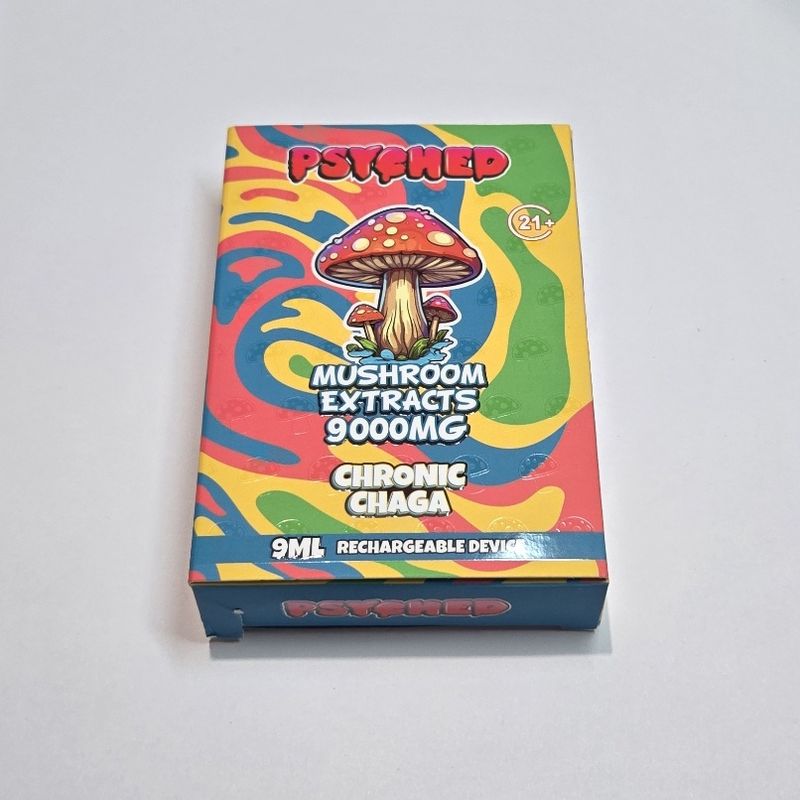 PSYCHED
21+
MUSHROOM
EXTRACTS
9000MG
CHRONIC
CHAGA
9ML RECHARGEABLE DEVICE
PSYCHED